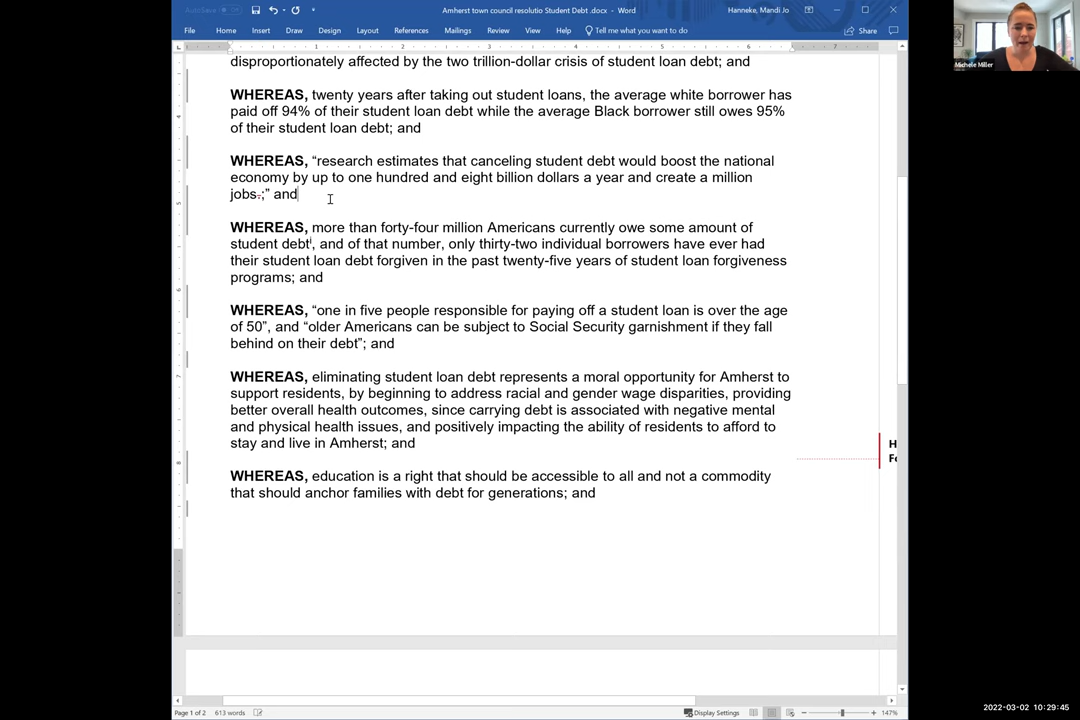 AutoSave Off
Amherst town council resolutio Student Debt .docx - Word
Hanneke, Mandi Jo
File Home Insert Draw Design Layout References Mailings Review View Help Tell me what you want to do Share
Michele Miller
1 2 3 4 5 6 7
disproportionately affected by the two trillion-dollar crisis of student loan debt; and
WHEREAS, twenty years after taking out student loans, the average white borrower has
paid off 94% of their student loan debt while the average Black borrower still owes 95%
of their student loan debt; and
WHEREAS, “research estimates that canceling student debt would boost the national
economy by up to one hundred and eight billion dollars a year and create a million
jobs.;” and
WHEREAS, more than forty-four million Americans currently owe some amount of
student debtⁱ, and of that number, only thirty-two individual borrowers have ever had
their student loan debt forgiven in the past twenty-five years of student loan forgiveness
programs; and
WHEREAS, “one in five people responsible for paying off a student loan is over the age
of 50”, and “older Americans can be subject to Social Security garnishment if they fall
behind on their debt”; and
WHEREAS, eliminating student loan debt represents a moral opportunity for Amherst to
support residents, by beginning to address racial and gender wage disparities, providing
better overall health outcomes, since carrying debt is associated with negative mental
and physical health issues, and positively impacting the ability of residents to afford to
stay and live in Amherst; and
H
Fo
WHEREAS, education is a right that should be accessible to all and not a commodity
that should anchor families with debt for generations; and
Page 1 of 2 613 words Display Settings 147%
2022-03-02 10:29:45